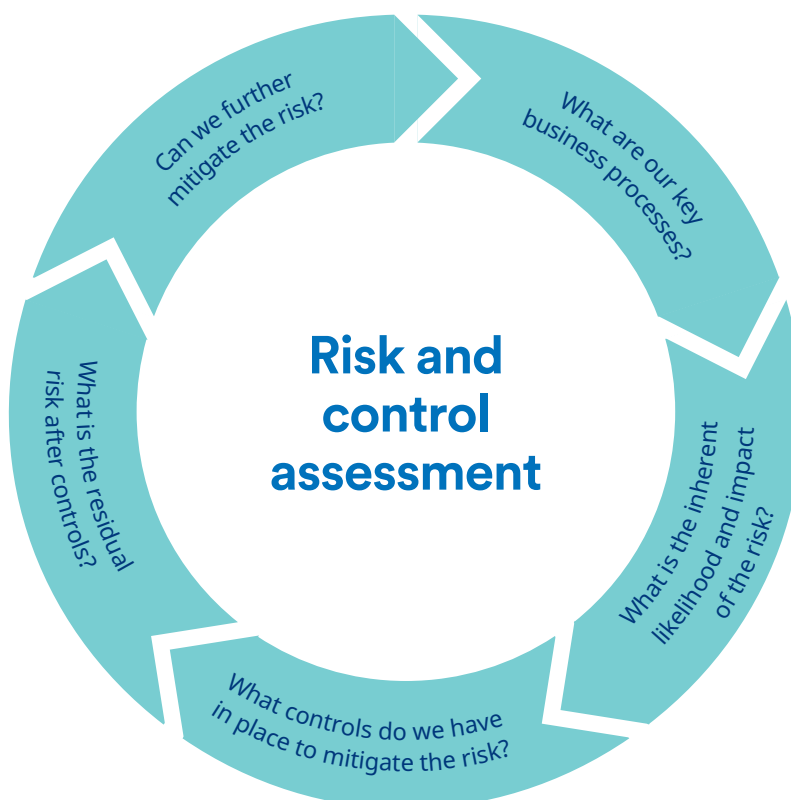 Risk and
control
assessment
What are our key
business processes?
What is the inherent
likelihood and impact
of the risk?
What controls do we have
in place to mitigate the risk?
What is the residual
risk after controls?
Can we further
mitigate the risk?